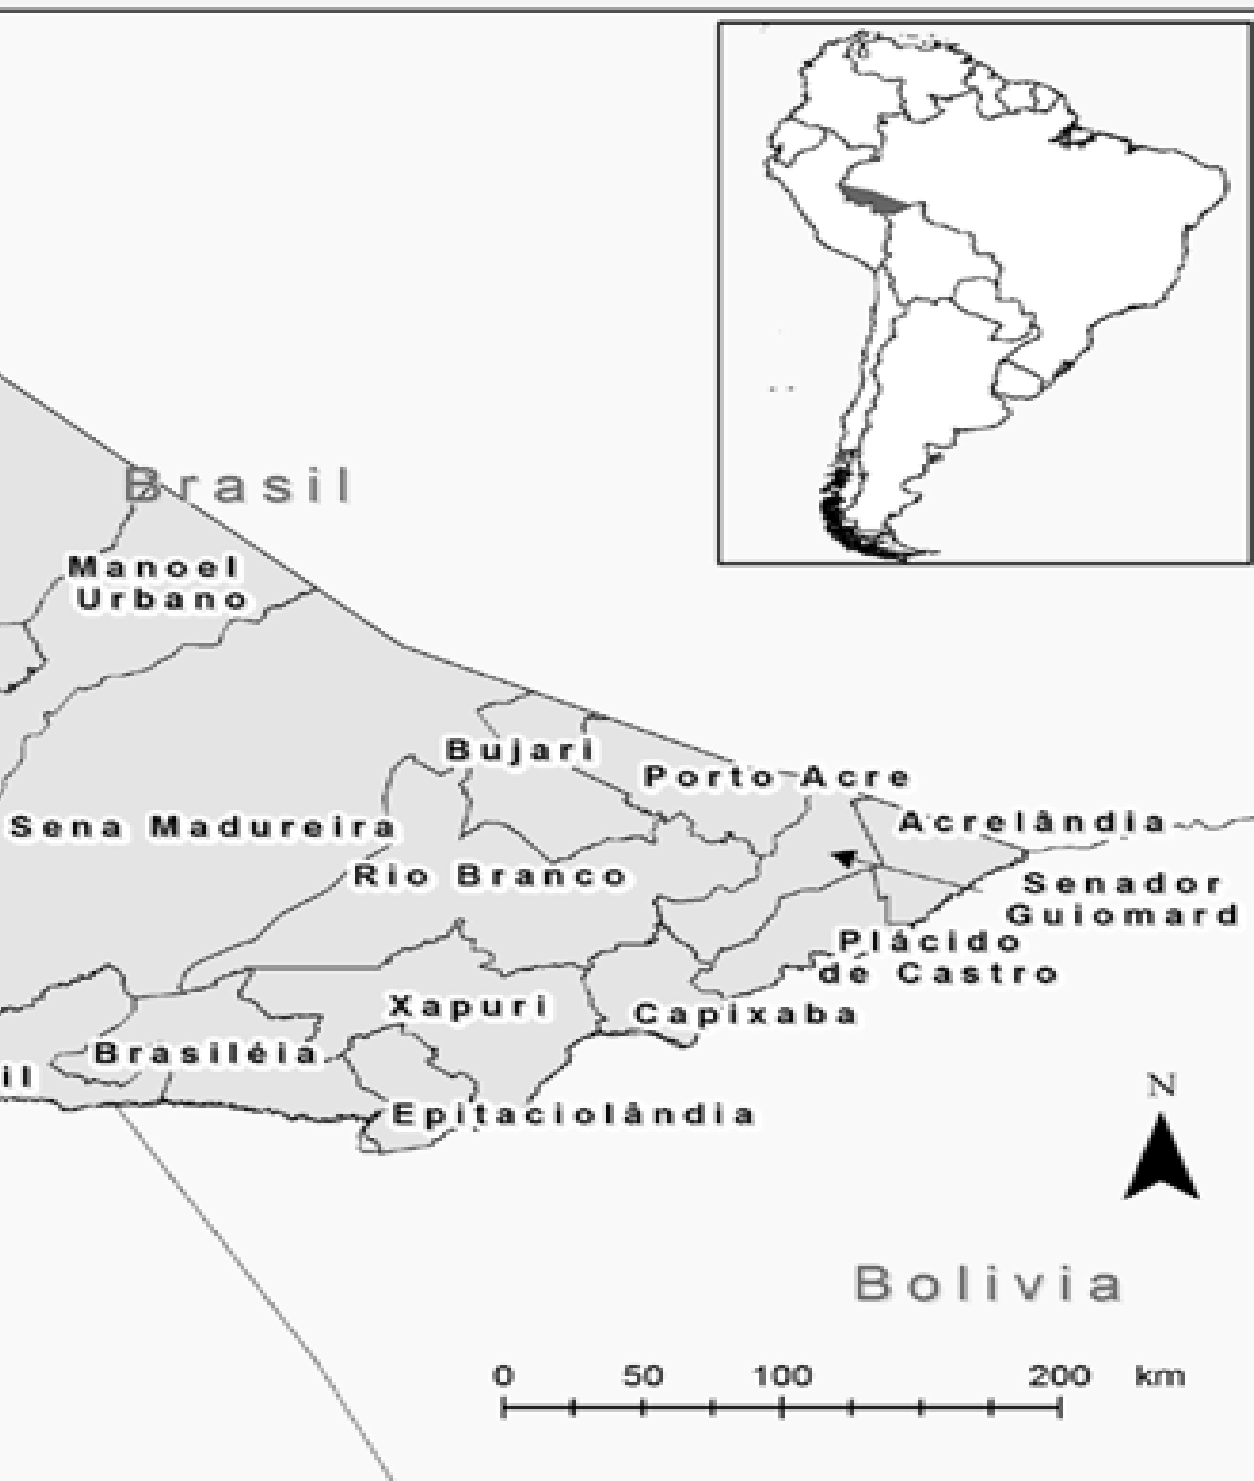 Brasil
Manoel
Urbano
Bujari
Porto Acre
Sena Madureira
Acrelândia
Rio Branco
Senador
Guiomard
Plácido
de Castro
Xapuri
Capixaba
Brasiléia
il
Epitaciolândia
N
Bolivia
0 50 100 200 km